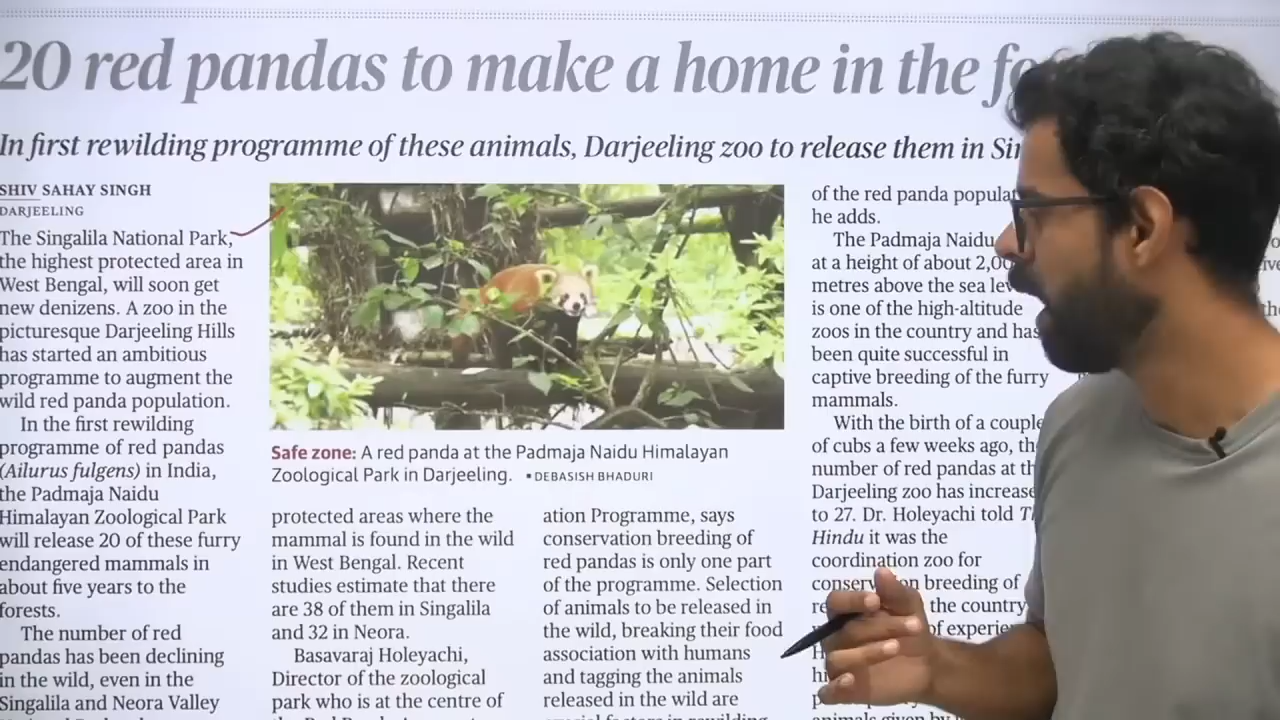 20 red pandas to make a home in the
In first rewilding programme of these animals, Darjeeling zoo to release them in
SHIV SAHAY SINGH
DARJEELING
The Singalila National Park,
the highest protected area in
West Bengal, will soon get
new denizens. A zoo in the
picturesque Darjeeling Hills
has started an ambitious
programme to augment the
wild red panda population.
In the first rewilding
programme of red pandas
(Ailurus fulgens) in India,
the Padmaja Naidu
Himalayan Zoological Park
will release 20 of these furry
endangered mammals in
about five years to the
forests.
The number of red
pandas has been declining
in the wild, even in the
Singalila and Neora Valley
Safe zone: A red panda at the Padmaja Naidu Himalayan
Zoological Park in Darjeeling. ▪ DEBASISH BHADURI
protected areas where the
mammal is found in the wild
in West Bengal. Recent
studies estimate that there
are 38 of them in Singalila
and 32 in Neora.
Basavaraj Holeyachi,
Director of the zoological
park who is at the centre of
ation Programme, says
conservation breeding of
red pandas is only one part
of the programme. Selection
of animals to be released in
the wild, breaking their food
association with humans
and tagging the animals
released in the wild are
of the red panda
he adds.
The Padmaja Naidu
at a height of about
metres above the sea
is one of the high-altitude
zoos in the country and has
been quite successful in
captive breeding of the furry
mammals.
With the birth of a couple
of cubs a few weeks ago,
number of red pandas at
Darjeeling zoo has
to 27. Dr. Holeyachi told
Hindu it was the
coordination zoo for
breeding of
the country
of
animals given by